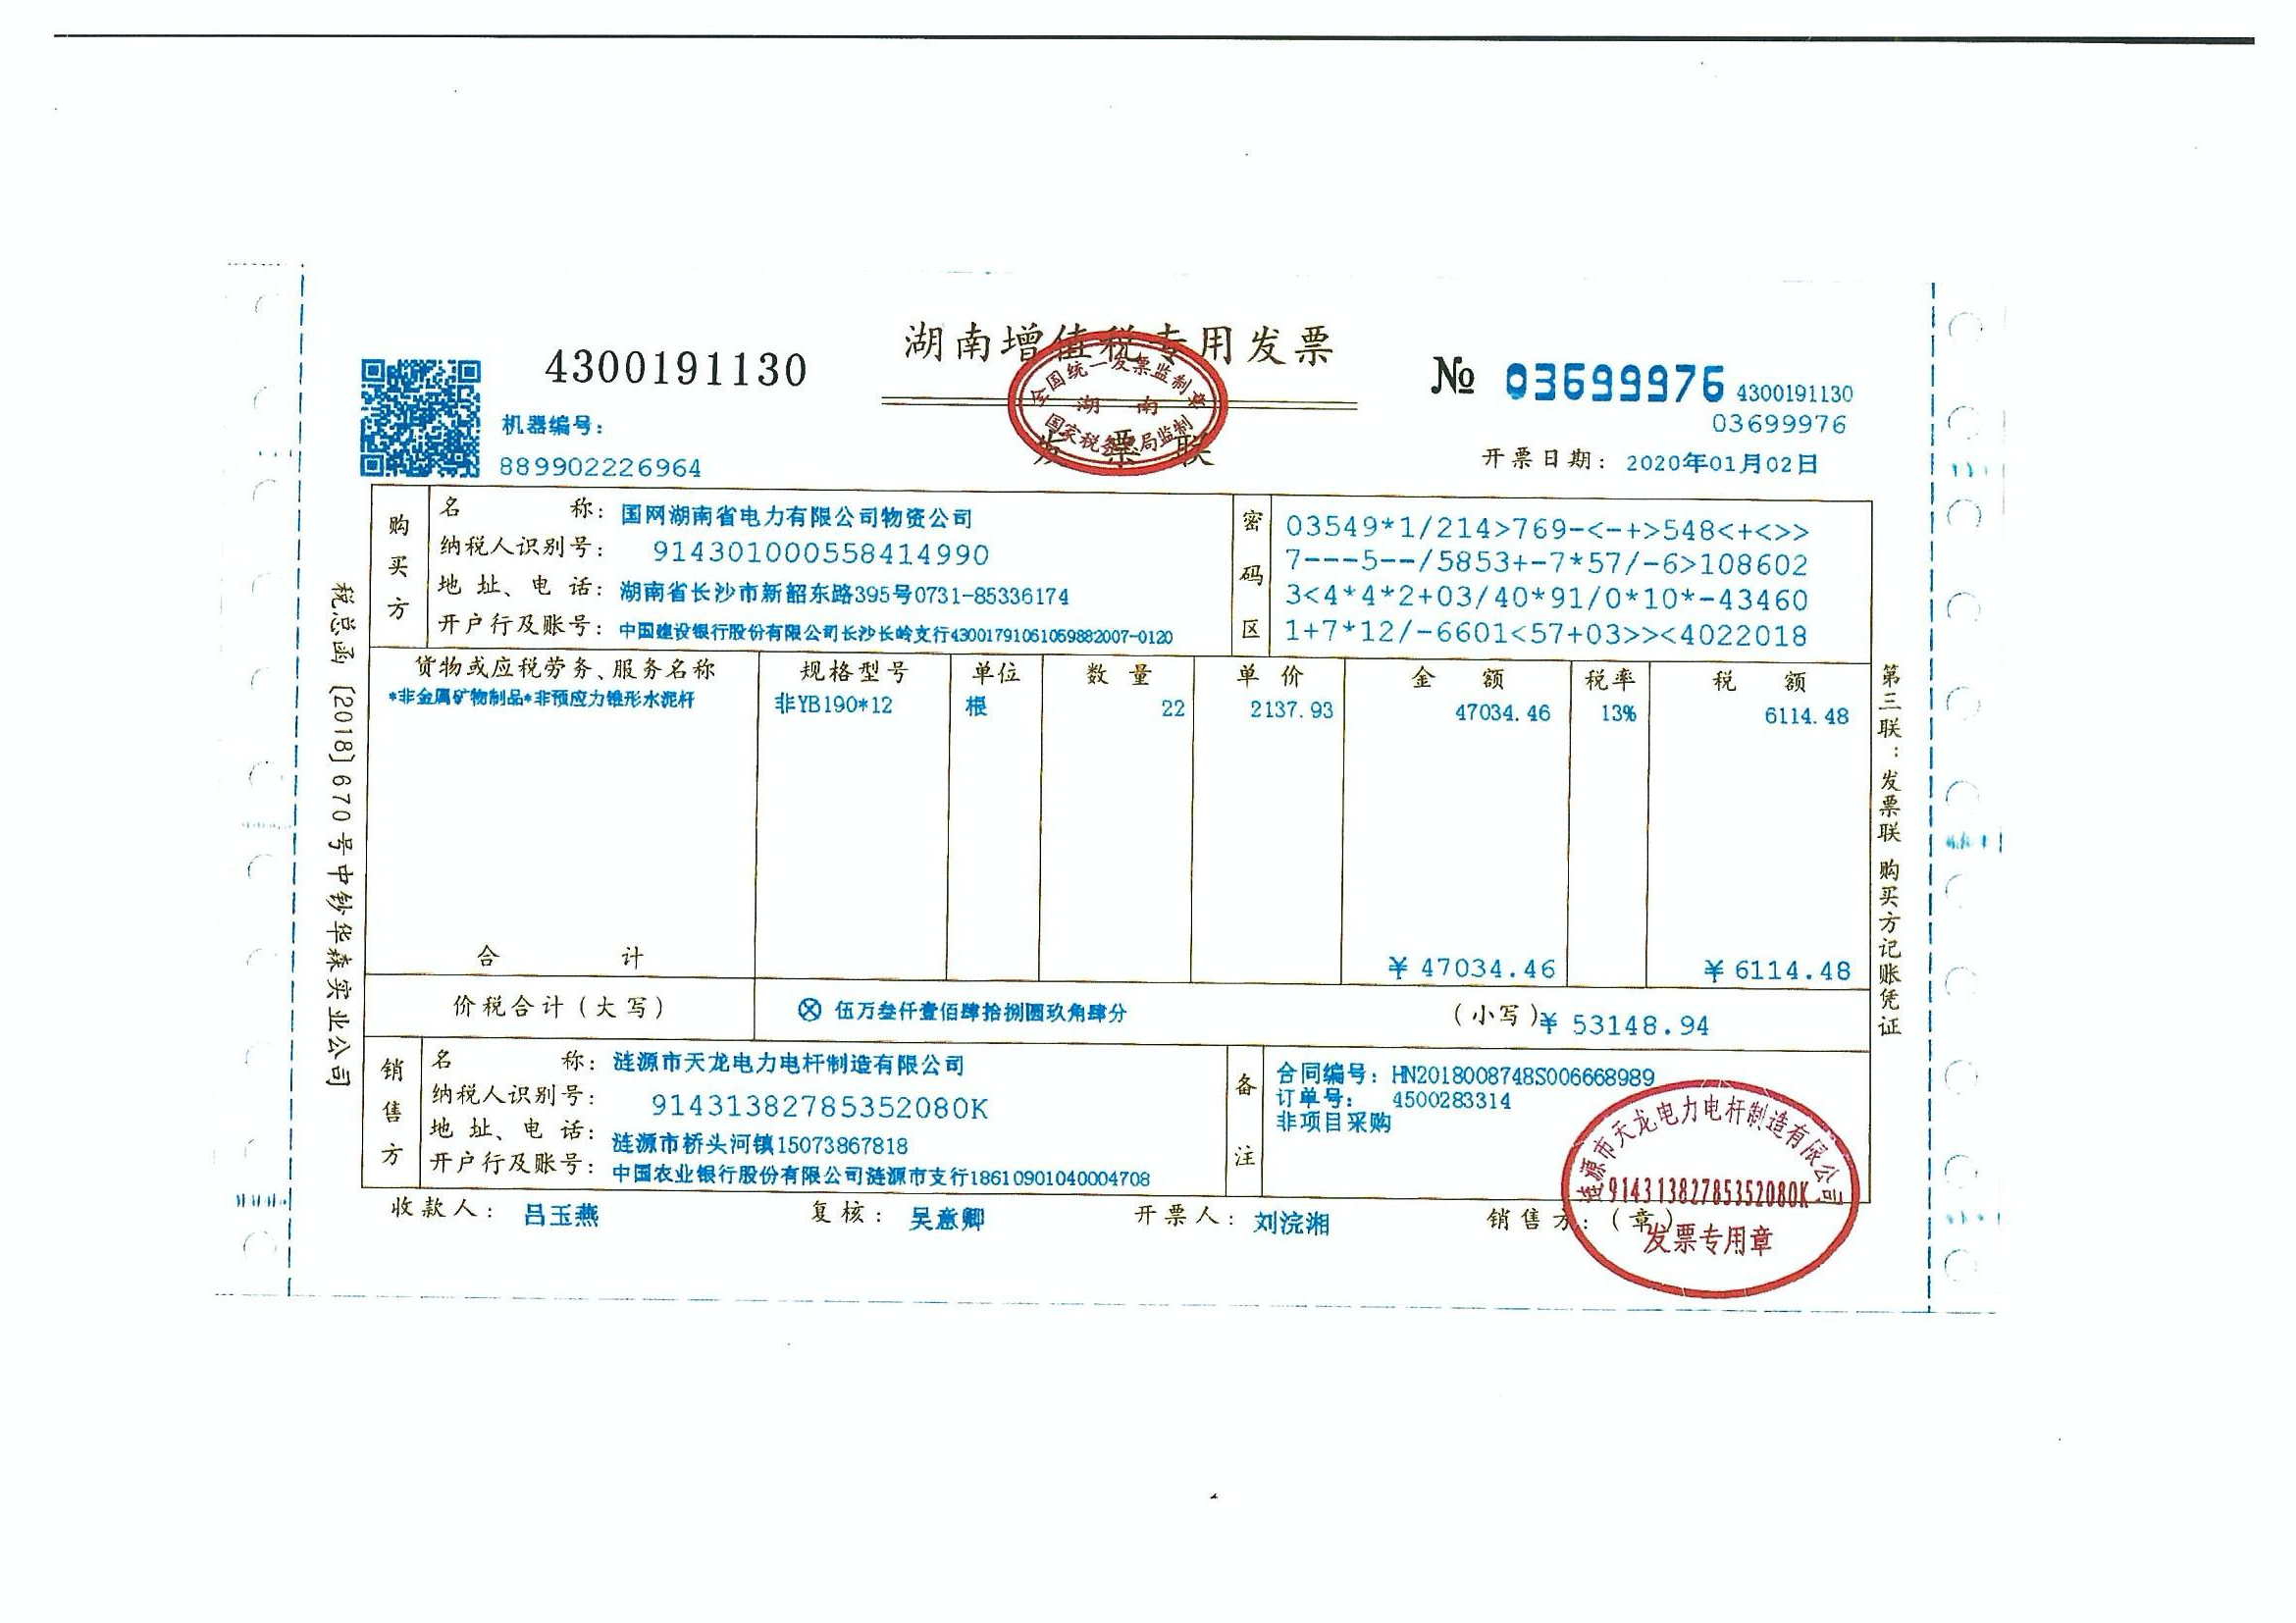 湖南增值税专用发票
4300191130
№ 03699976 4300191130
03699976
机器编号：
889902226964
全国统一发票监制章
湖南
国家税务总局监制
发票联
开票日期： 2020年01月02日
购买方
名称：国网湖南省电力有限公司物资公司
纳税人识别号： 914301000558414990
地址、电话：湖南省长沙市新韶东路395号0731-85336174
开户行及账号：中国建设银行股份有限公司长沙长岭支行43001791061059882007-0120
密码区
03549*1/214>769-<-+>548<+<>>
7---5--/5853+-7*57/-6>108602
3<4*4*2+03/40*91/0*10*-43460
1+7*12/-6601<57+03>><4022018
货物或应税劳务、服务名称 规格型号 单位 数量 单价 金额 税率 税额
*非金属矿物制品*非预应力锥形水泥杆 非YB190*12 根 22 2137.93 47034.46 13% 6114.48
合计 ￥47034.46 ￥6114.48
价税合计（大写） ⊗ 伍万叁仟壹佰肆拾捌圆玖角肆分 （小写）￥53148.94
销售方
名称：涟源市天龙电力电杆制造有限公司
纳税人识别号： 91431382785352080K
地址、电话：涟源市桥头河镇15073867818
开户行及账号：中国农业银行股份有限公司涟源市支行18610901040004708
备注
合同编号：HN2018008748S006668989
订单号： 4500283314
非项目采购
收款人： 吕玉燕 复核： 吴意卿 开票人： 刘浣湘 销售方：（章）
涟源市天龙电力电杆制造有限公司
91431382785352080K
发票专用章
税总函〔2018〕670号中钞华森实业公司
第三联：发票联 购买方记账凭证